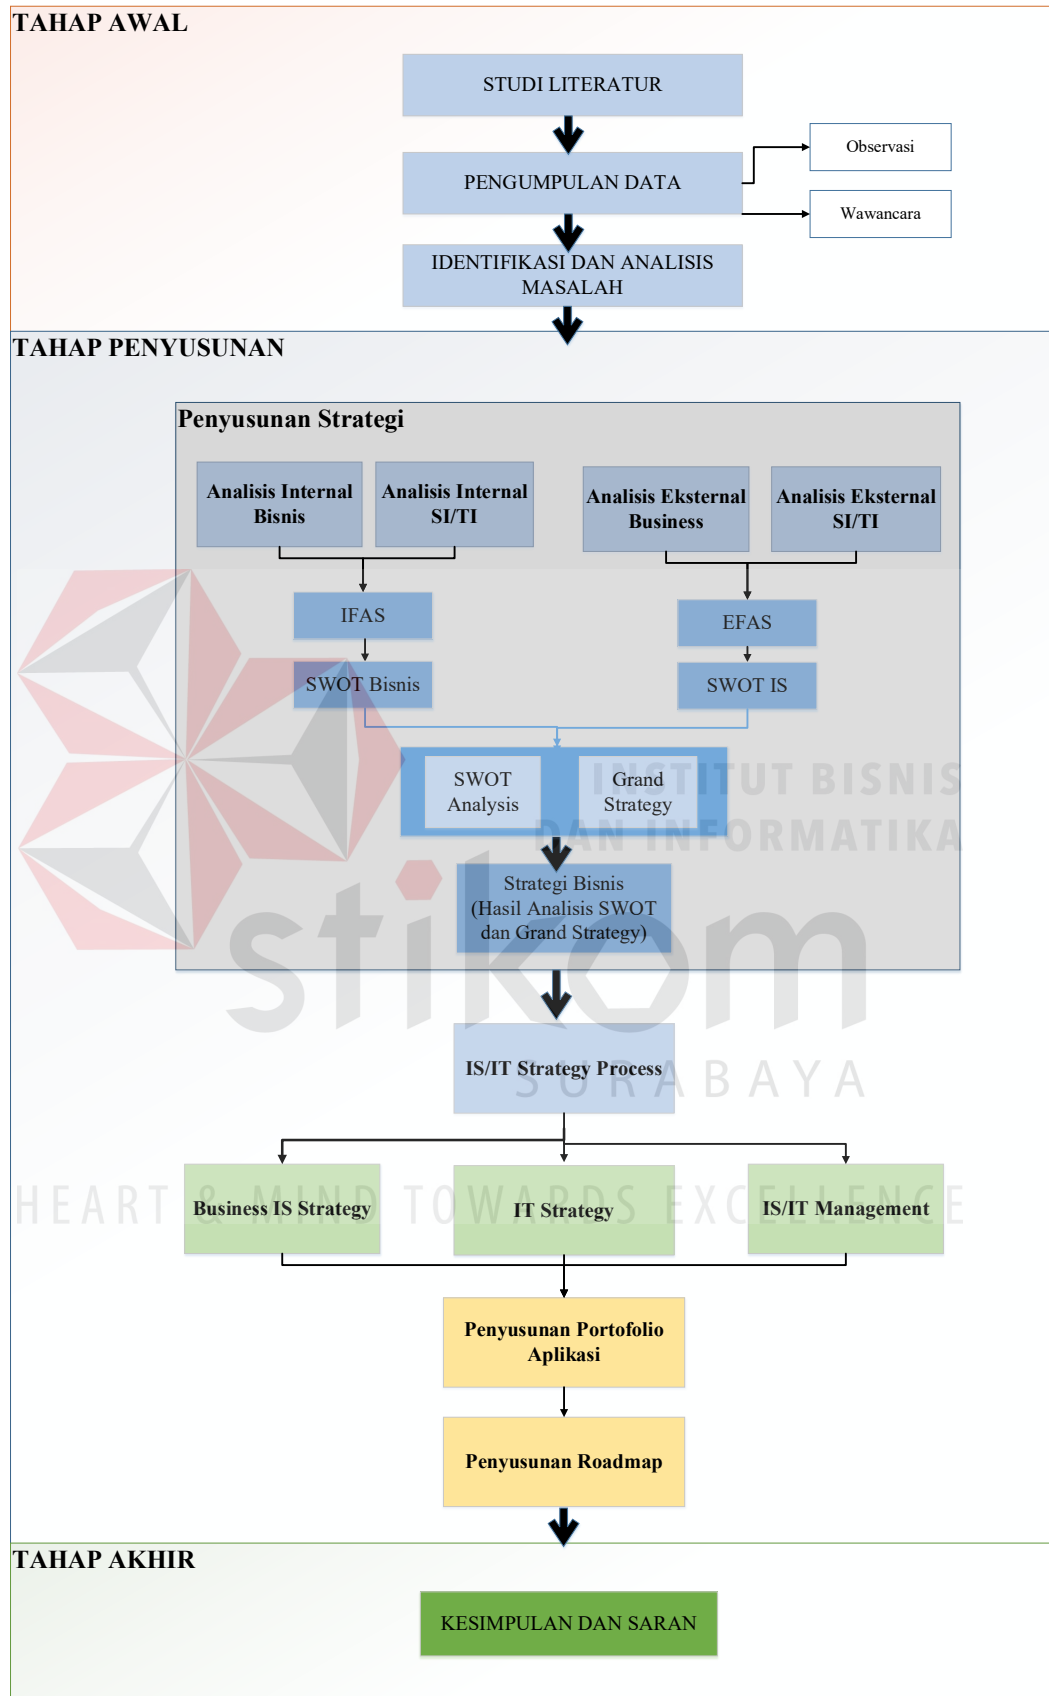 TAHAP AWAL
STUDI LITERATUR
PENGUMPULAN DATA
Observasi
Wawancara
IDENTIFIKASI DAN ANALISIS
MASALAH
TAHAP PENYUSUNAN
Penyusunan Strategi
Analisis Internal
Bisnis
Analisis Internal
SI/TI
Analisis Eksternal
Business
Analisis Eksternal
SI/TI
IFAS
EFAS
SWOT Bisnis
SWOT IS
SWOT
Analysis
Grand
Strategy
INSTITUT BISNIS
DAN INFORMATIKA
Strategi Bisnis
(Hasil Analisis SWOT
dan Grand Strategy)
stikom
IS/IT Strategy Process
SURABAYA
Business IS Strategy
IT Strategy
IS/IT Management
HEART & MIND TOWARDS EXCELLENCE
Penyusunan Portofolio
Aplikasi
Penyusunan Roadmap
TAHAP AKHIR
KESIMPULAN DAN SARAN